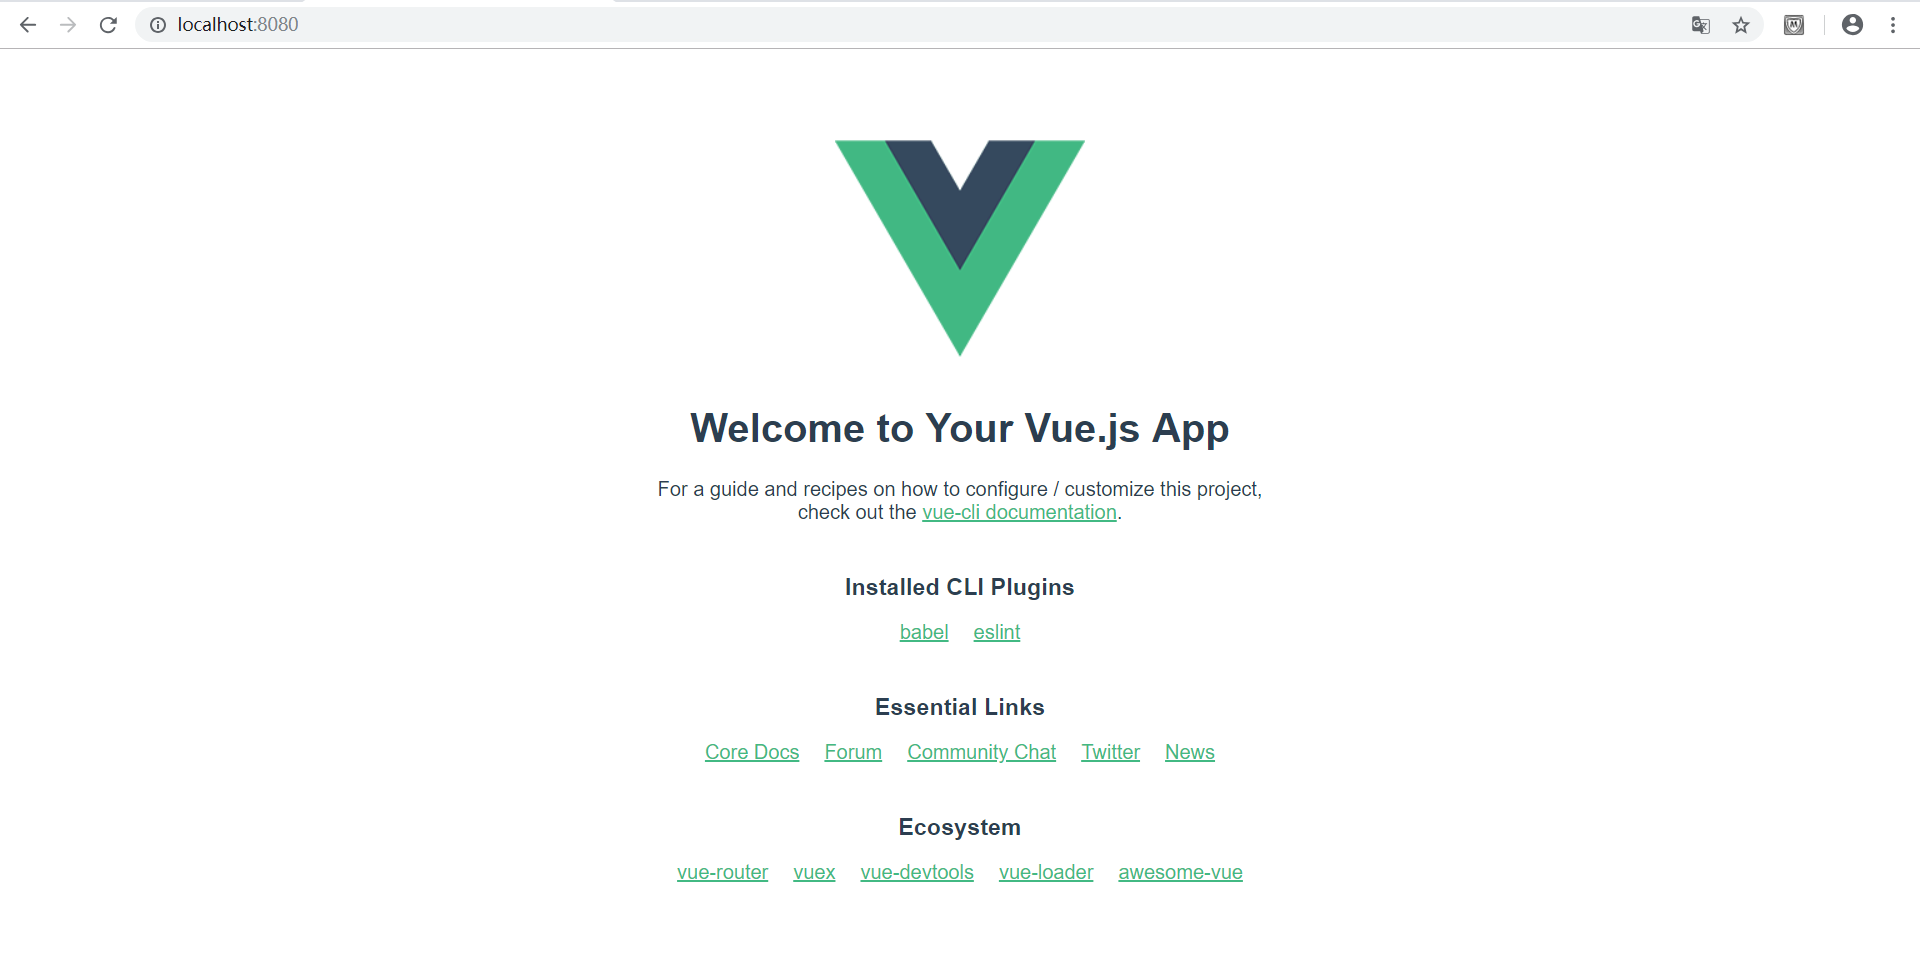 localhost:8080
Welcome to Your Vue.js App
For a guide and recipes on how to configure / customize this project,
check out the vue-cli documentation.
Installed CLI Plugins
babel eslint
Essential Links
Core Docs Forum Community Chat Twitter News
Ecosystem
vue-router vuex vue-devtools vue-loader awesome-vue